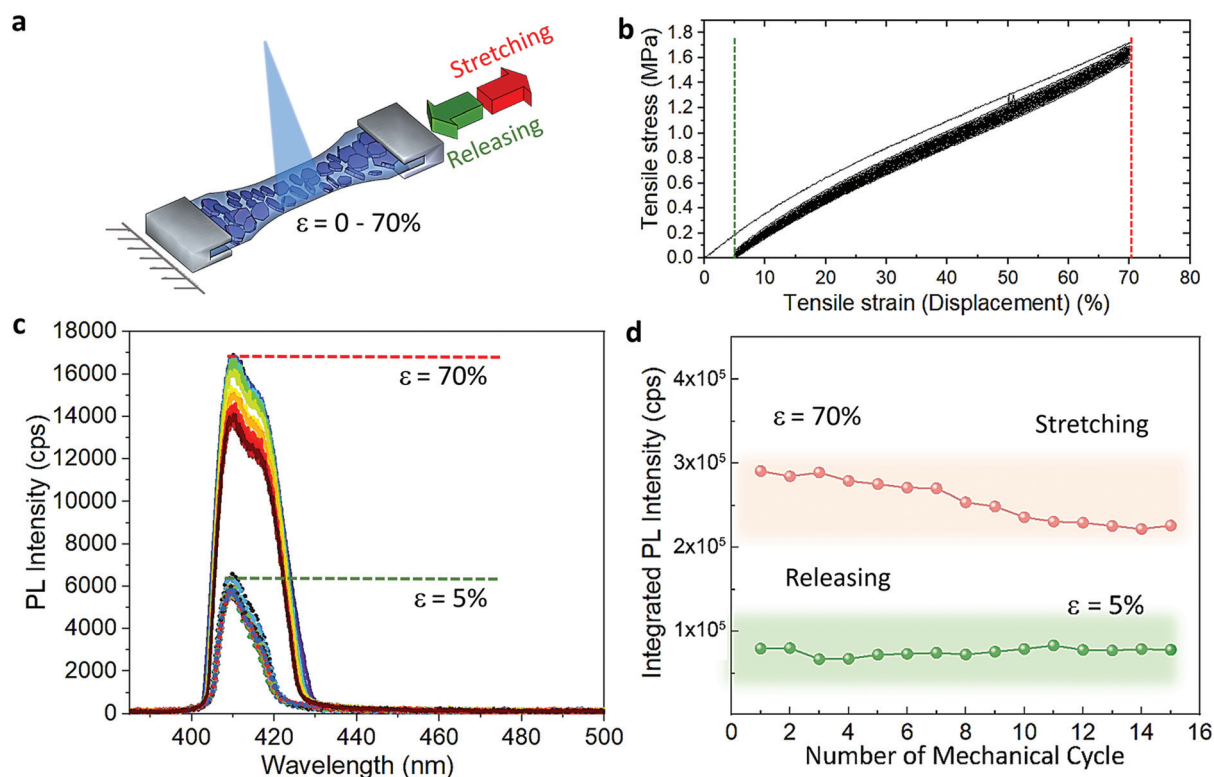 a
Stretching
Releasing
ε = 0 - 70%
b
Tensile stress (MPa)
1.8
1.6
1.4
1.2
1.0
0.8
0.6
0.4
0.2
0.0
0 10 20 30 40 50 60 70 80
Tensile strain (Displacement) (%)
c
PL Intensity (cps)
18000
16000
14000
12000
10000
8000
6000
4000
2000
0
ε = 70%
ε = 5%
400 420 440 460 480 500
Wavelength (nm)
d
Integrated PL Intensity (cps)
4x10⁵
3x10⁵
2x10⁵
1x10⁵
ε = 70%
Stretching
Releasing
ε = 5%
0 2 4 6 8 10 12 14 16
Number of Mechanical Cycle